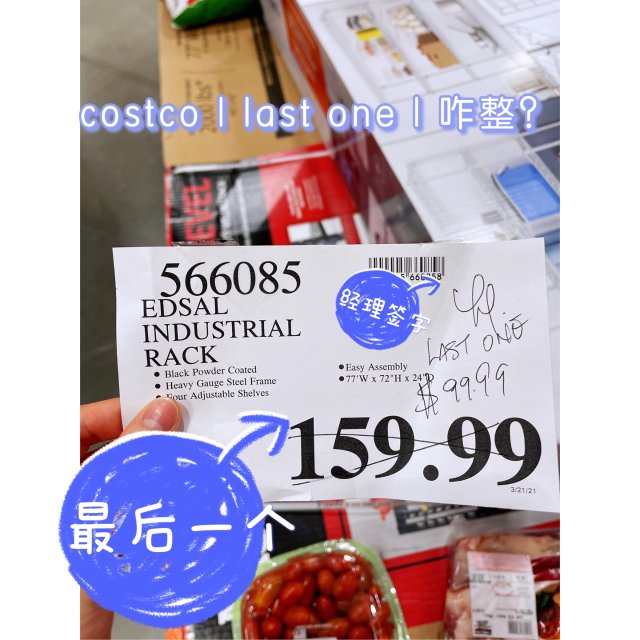 costco | last one | 咋整？
LEVEL
566085
EDSAL
INDUSTRIAL
RACK
• Black Powder Coated
• Heavy Gauge Steel Frame
• Four Adjustable Shelves
• Easy Assembly
• 77"W x 72"H x 24"D
经理签字
LAST ONE
$99.99
159.99
3/21/21
最后一个